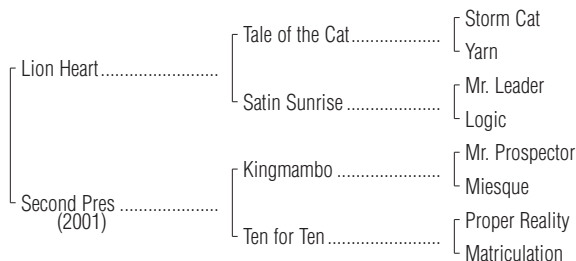 Storm Cat
Tale of the Cat...................
Yarn
Lion Heart.........................
Mr. Leader
Satin Sunrise ....................
Logic
Mr. Prospector
Kingmambo ......................
Miesque
Second Pres .....................
(2001)
Proper Reality
Ten for Ten........................
Matriculation